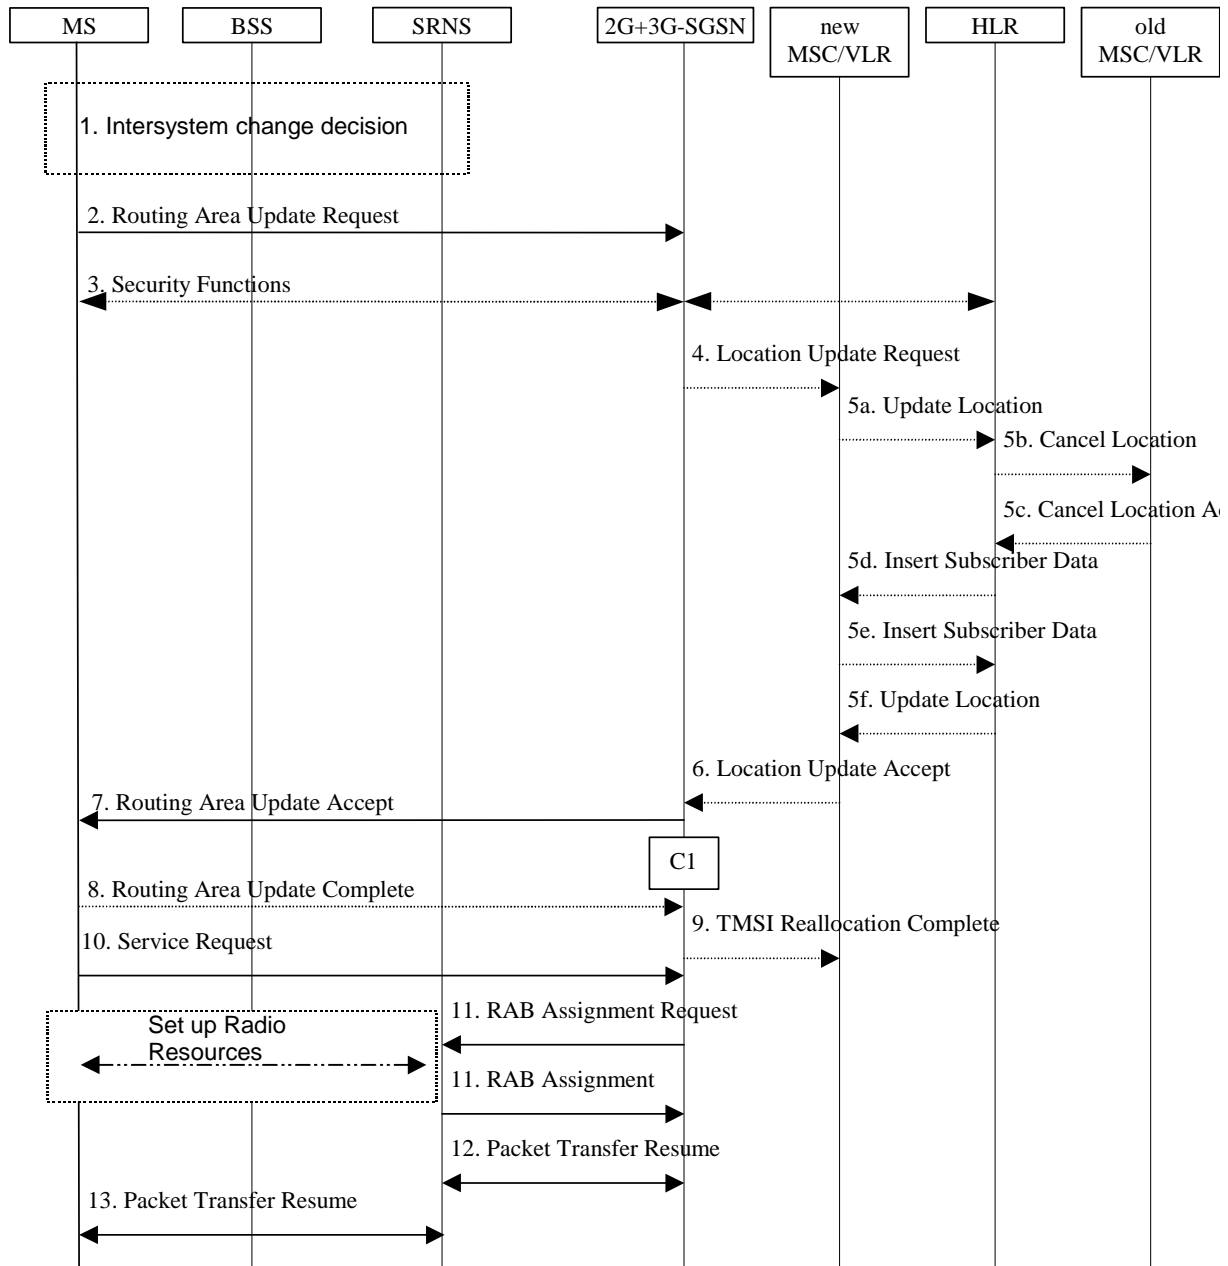 MS
BSS
SRNS
2G+3G-SGSN
new
MSC/VLR
HLR
old
MSC/VLR
1. Intersystem change decision
2. Routing Area Update Request
3. Security Functions
4. Location Update Request
5a. Update Location
5b. Cancel Location
5c. Cancel Location A
5d. Insert Subscriber Data
5e. Insert Subscriber Data
5f. Update Location
6. Location Update Accept
7. Routing Area Update Accept
C1
8. Routing Area Update Complete
9. TMSI Reallocation Complete
10. Service Request
11. RAB Assignment Request
Set up Radio
Resources
11. RAB Assignment
12. Packet Transfer Resume
13. Packet Transfer Resume